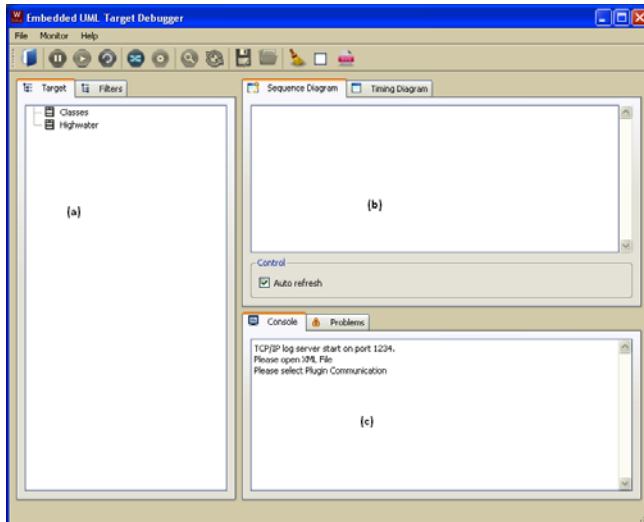 Embedded UML Target Debugger
File Monitor Help
Target Filters
Classes
Highwater
(a)
Sequence Diagram Timing Diagram
(b)
Control
Auto refresh
Console Problems
TCP/IP log server start on port 1234.
Please open XML File
Please select Plugin Communication
(c)